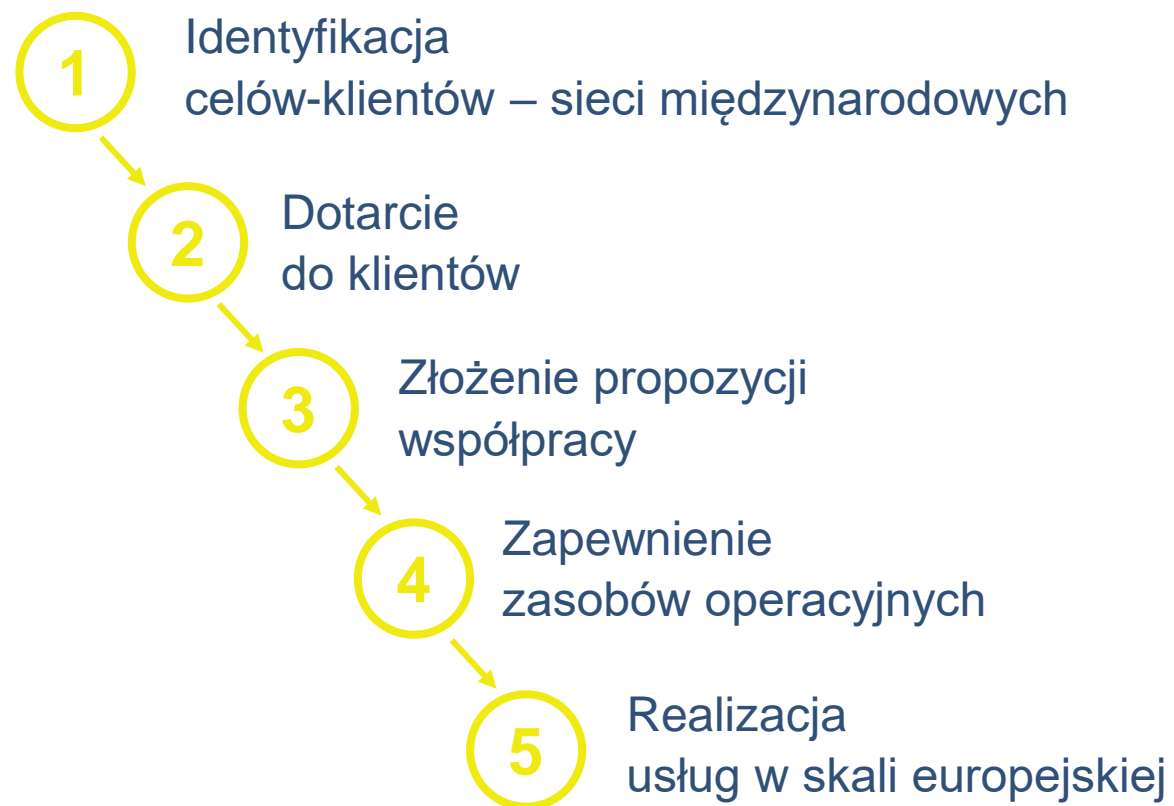 1
Identyfikacja
celów-klientów – sieci międzynarodowych
2
Dotarcie
do klientów
3
Złożenie propozycji
współpracy
4
Zapewnienie
zasobów operacyjnych
5
Realizacja
usług w skali europejskiej